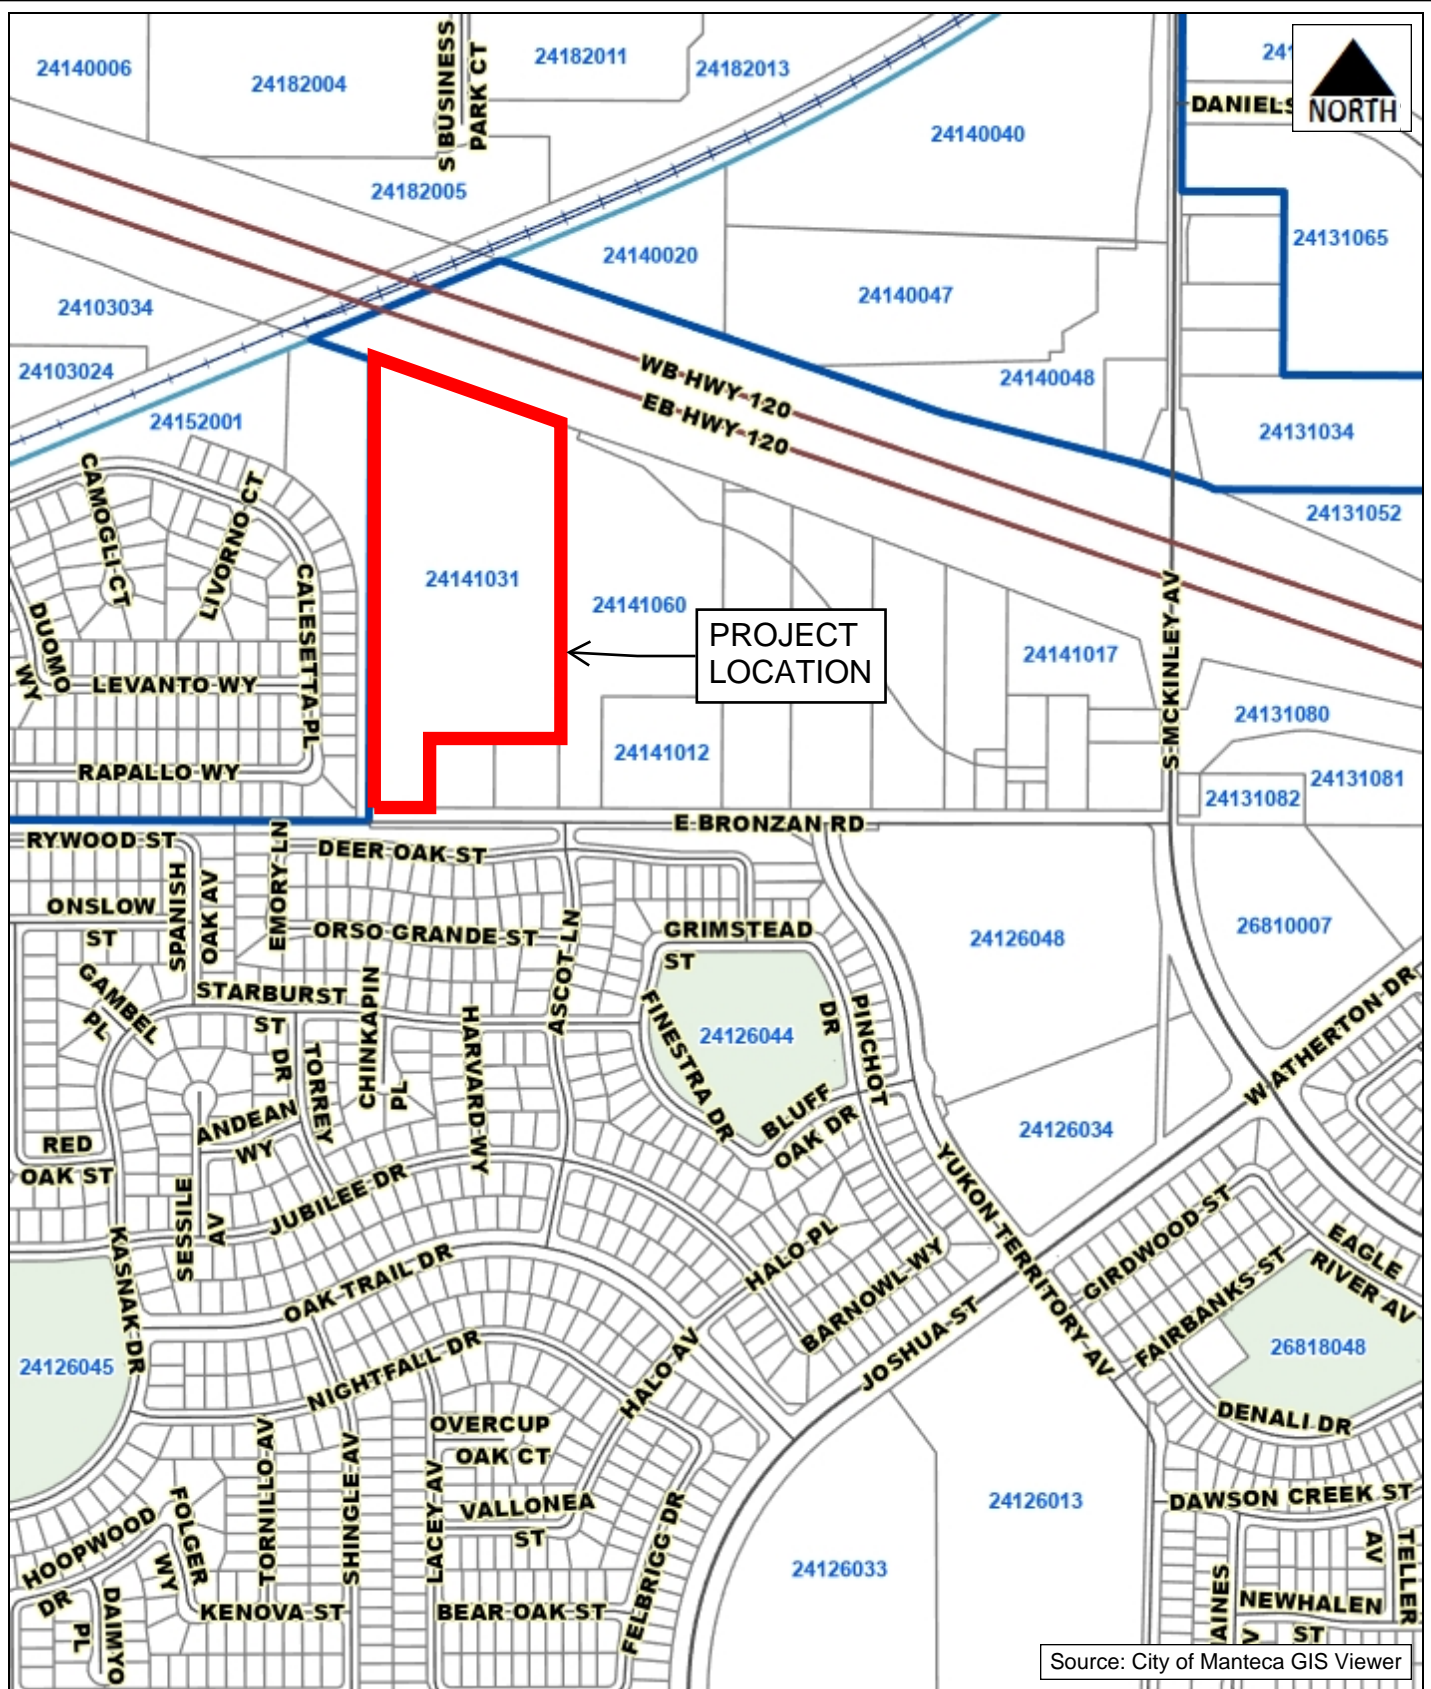 24140006
24182004
S BUSINESS
PARK CT
24182011
24182013
24140040
DANIELS
NORTH
24182005
24140020
24131065
24103034
24140047
24103024
WB HWY 120
EB HWY 120
24140048
24152001
24131034
24131052
CAMOGLI CT
LIVORNO CT
CALESETTA PL
DUOMO
WY
24141031
24141060
PROJECT
LOCATION
24141017
S MCKINLEY AV
LEVANTO WY
24131080
24141012
RAPALLO WY
24131081
24131082
E BRONZAN RD
RYWOOD ST
DEER OAK ST
SPANISH
OAK AV
EMORY LN
ONSLOW
ST
ORSO GRANDE ST
ASCOT LN
GRIMSTEAD
ST
24126048
26810007
GAMBEL
PL
STARBURST
ST
CHINKAPIN
PL
HARVARD WY
FINESTRA DR
24126044
PINCHOT
DR
W ATHERTON DR
TORREY
DR
ANDEAN
WY
BLUFF
OAK DR
24126034
RED
OAK ST
SESSILE
AV
JUBILEE DR
YUKON TERRITORY AV
KASNAK DR
OAK TRAIL DR
HALO PL
BARNOWL WY
GIRDWOOD ST
EAGLE
RIVER AV
FAIRBANKS ST
24126045
NIGHTFALL DR
HALO AV
JOSHUA ST
26818048
DENALI DR
OVERCUP
OAK CT
TORNILLO AV
SHINGLE AV
LACEY AV
VALLONEA
ST
FELBRIGG DR
24126013
DAWSON CREEK ST
HOOPWOOD
DR
FOLGER
WY
24126033
AV
TELLER
DAIMYO
PL
KENOVA ST
BEAR OAK ST
AINES
NEWHALEN
ST
Source: City of Manteca GIS Viewer